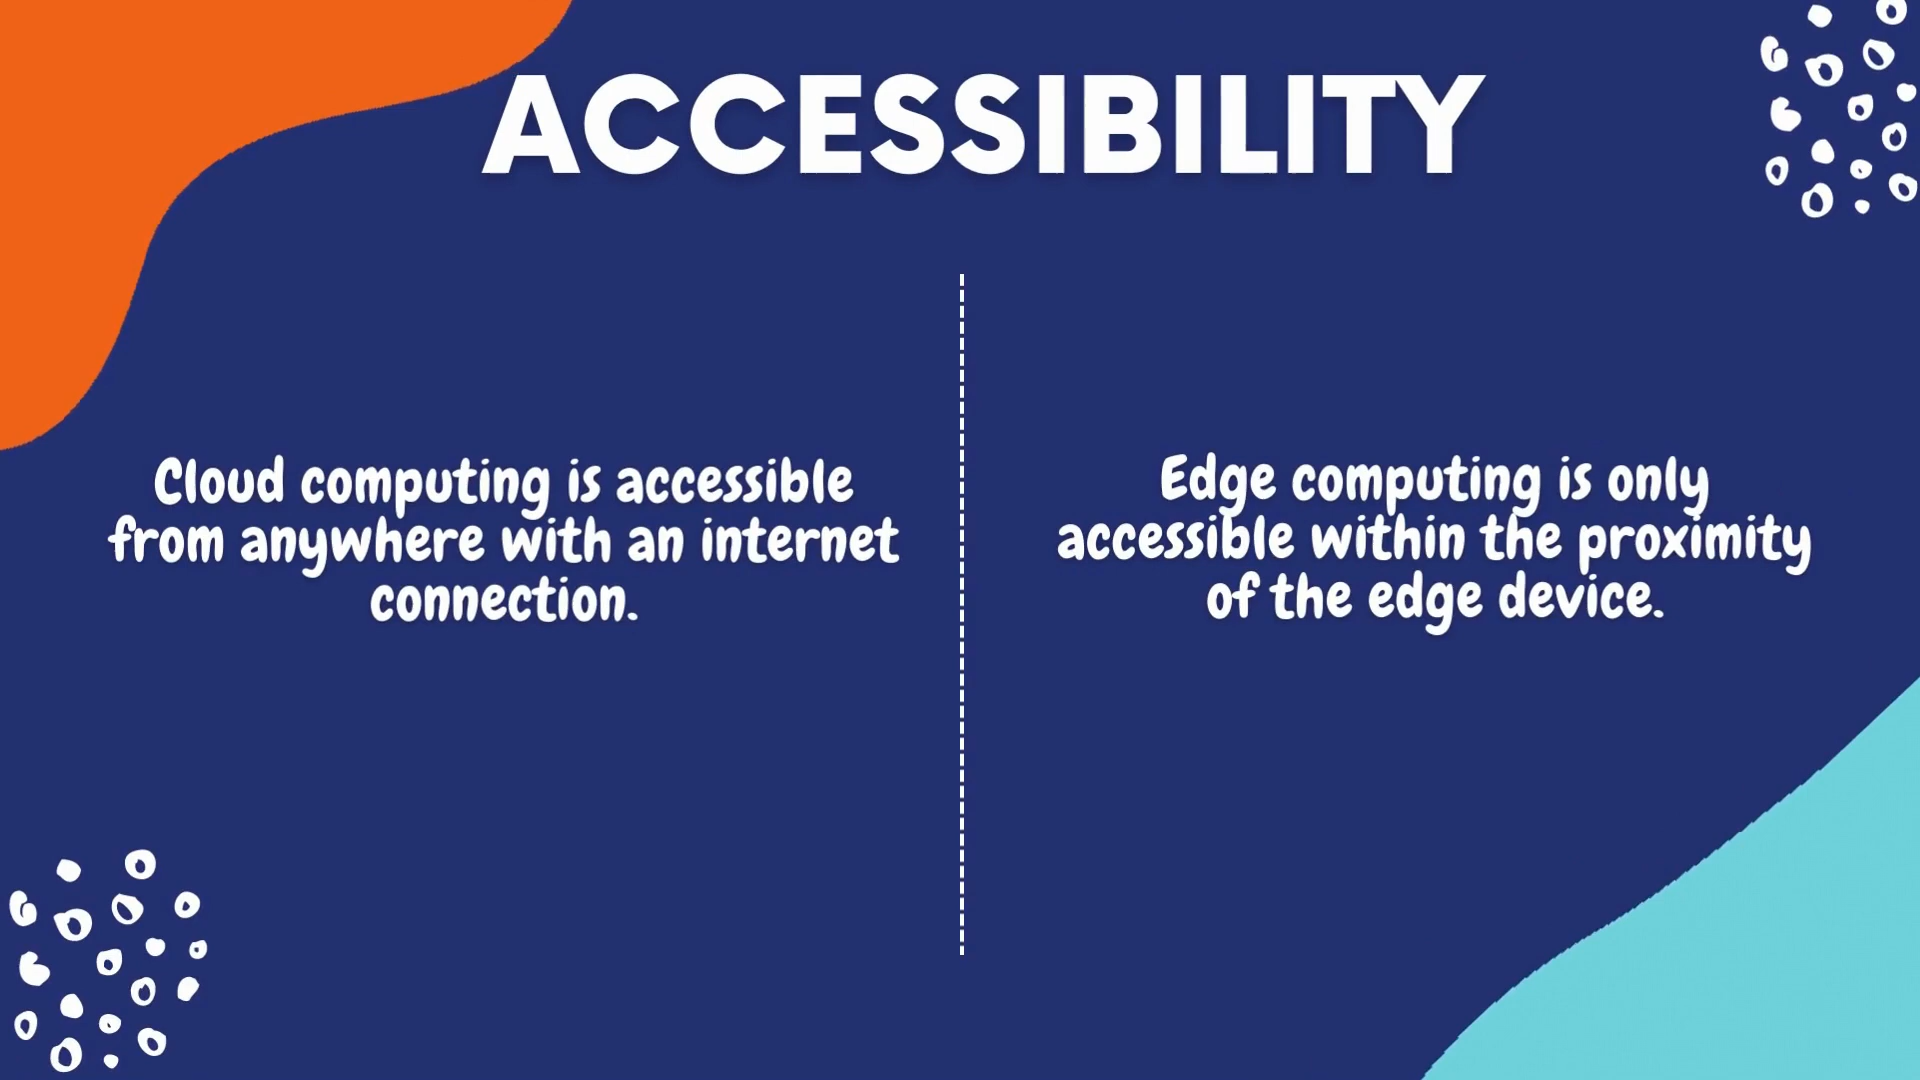 ACCESSIBILITY
Cloud computing is accessible
from anywhere with an internet
connection.
Edge computing is only
accessible within the proximity
of the edge device.